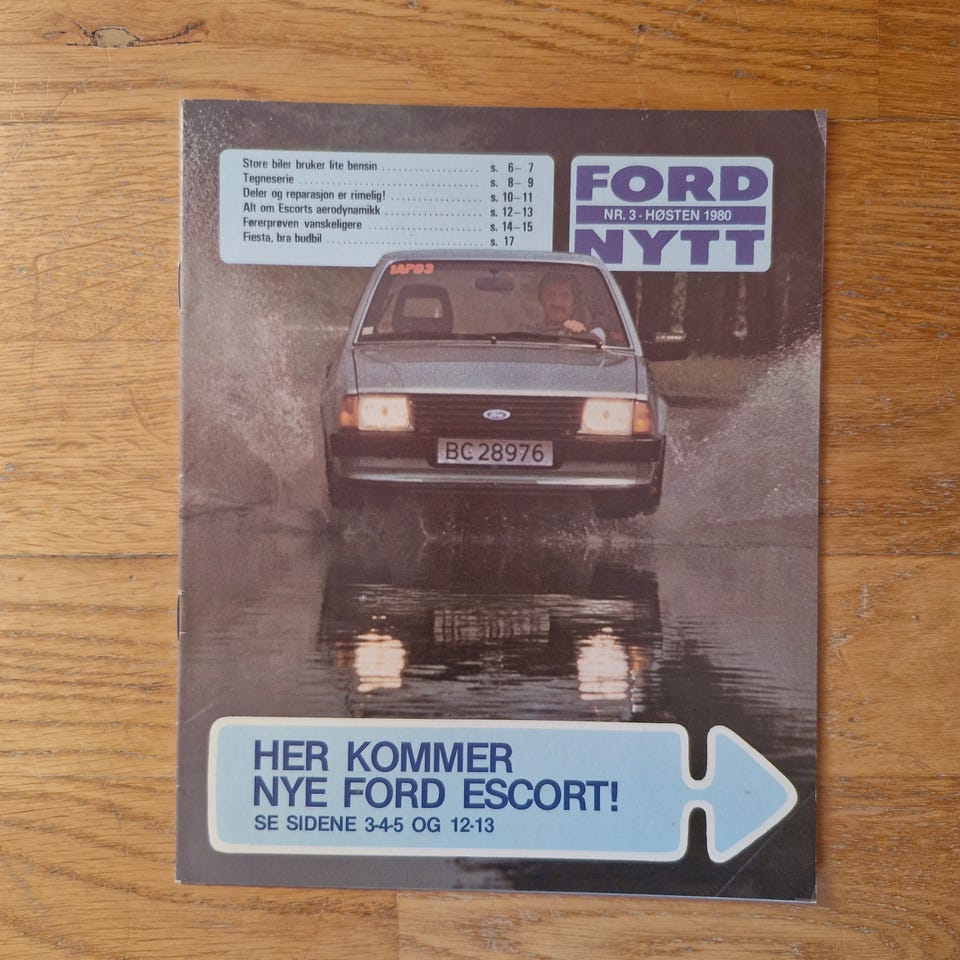 Store biler bruker lite bensin ........................ s. 6– 7
Tegneserie ........................................ s. 8– 9
Deler og reparasjon er rimelig! ...................... s. 10–11
Alt om Escorts aerodynamikk ........................ s. 12–13
Førerprøven vanskeligere ........................... s. 14–15
Fiesta, bra budbil .................................. s. 17
FORD
NR. 3 · HØSTEN 1980
NYTT
Ford
BC 28976
HER KOMMER
NYE FORD ESCORT!
SE SIDENE 3-4-5 OG 12-13